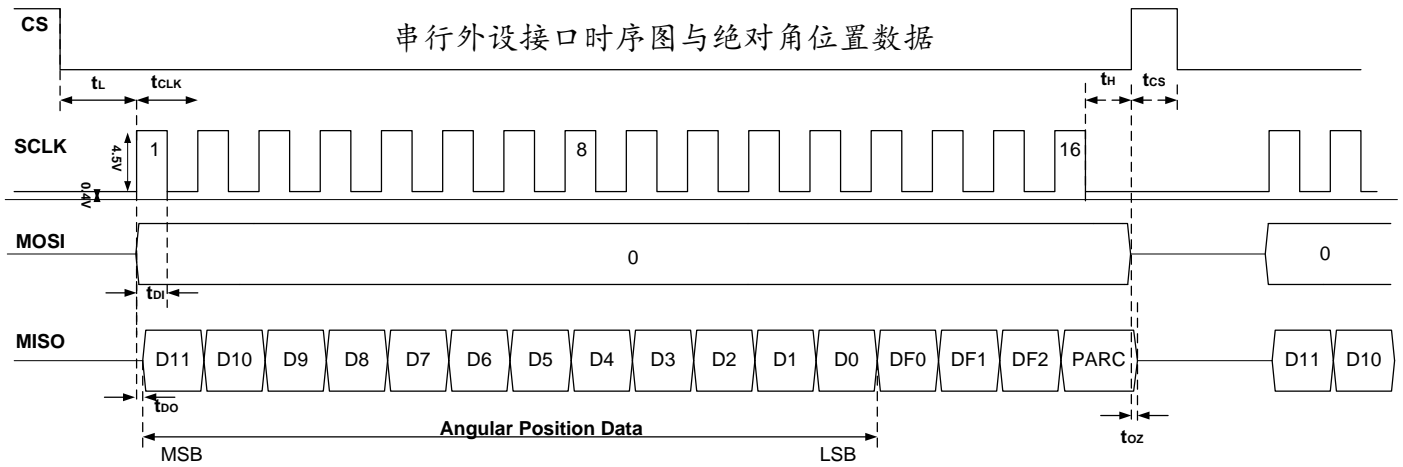 CS
串行外设接口时序图与绝对角位置数据
tL
tCLK
tH
tCS
SCLK
4.5V
0.4V
1
8
16
MOSI
0
0
tDI
MISO
D11 D10 D9 D8 D7 D6 D5 D4 D3 D2 D1 D0 DF0 DF1 DF2 PARC
D11 D10
tDO
tOZ
Angular Position Data
MSB
LSB